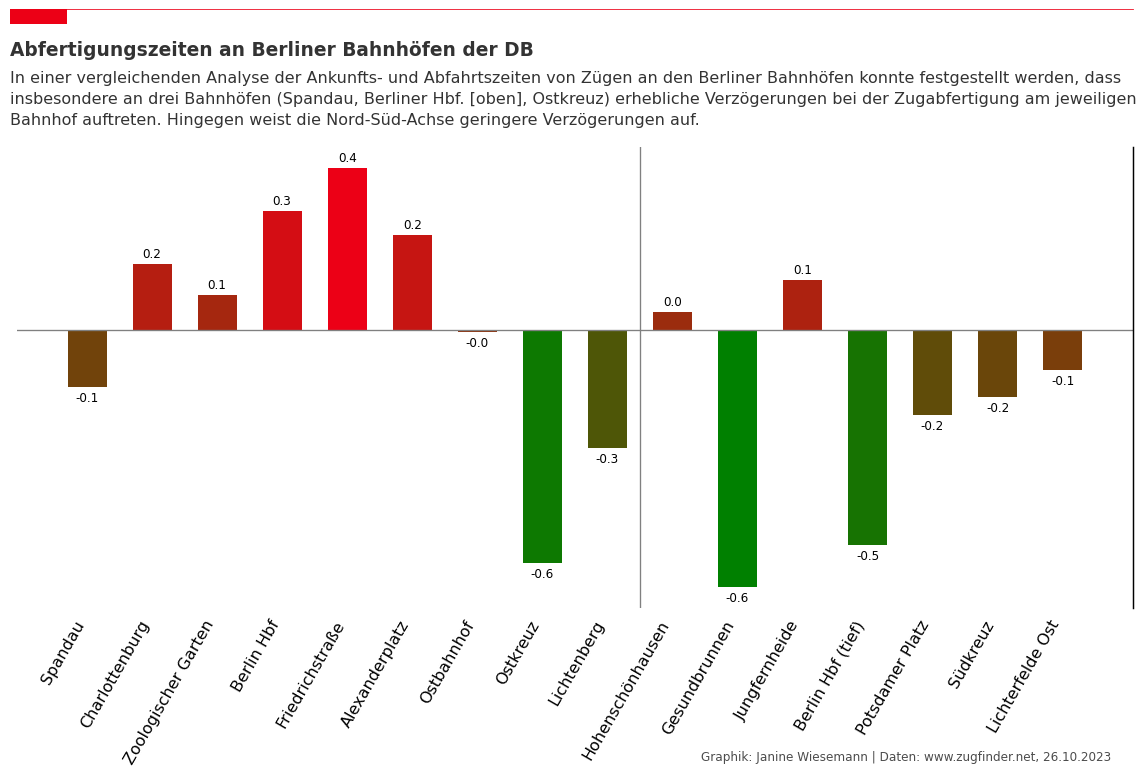 Abfertigungszeiten an Berliner Bahnhöfen der DB
In einer vergleichenden Analyse der Ankunfts- und Abfahrtszeiten von Zügen an den Berliner Bahnhöfen konnte festgestellt werden, dass
insbesondere an drei Bahnhöfen (Spandau, Berliner Hbf. [oben], Ostkreuz) erhebliche Verzögerungen bei der Zugabfertigung am jeweiligen
Bahnhof auftreten. Hingegen weist die Nord-Süd-Achse geringere Verzögerungen auf.
-0.1
0.2
0.1
0.3
0.4
0.2
-0.0
-0.6
-0.3
0.0
-0.6
0.1
-0.5
-0.2
-0.2
-0.1
Spandau
Charlottenburg
Zoologischer Garten
Berlin Hbf
Friedrichstraße
Alexanderplatz
Ostbahnhof
Ostkreuz
Lichtenberg
Hohenschönhausen
Gesundbrunnen
Jungfernheide
Berlin Hbf (tief)
Potsdamer Platz
Südkreuz
Lichterfelde Ost
Graphik: Janine Wiesemann | Daten: www.zugfinder.net, 26.10.2023